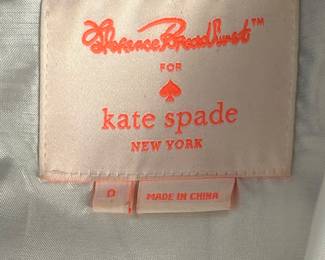 Florence Broadhurst™
FOR
kate spade
NEW YORK
0
MADE IN CHINA